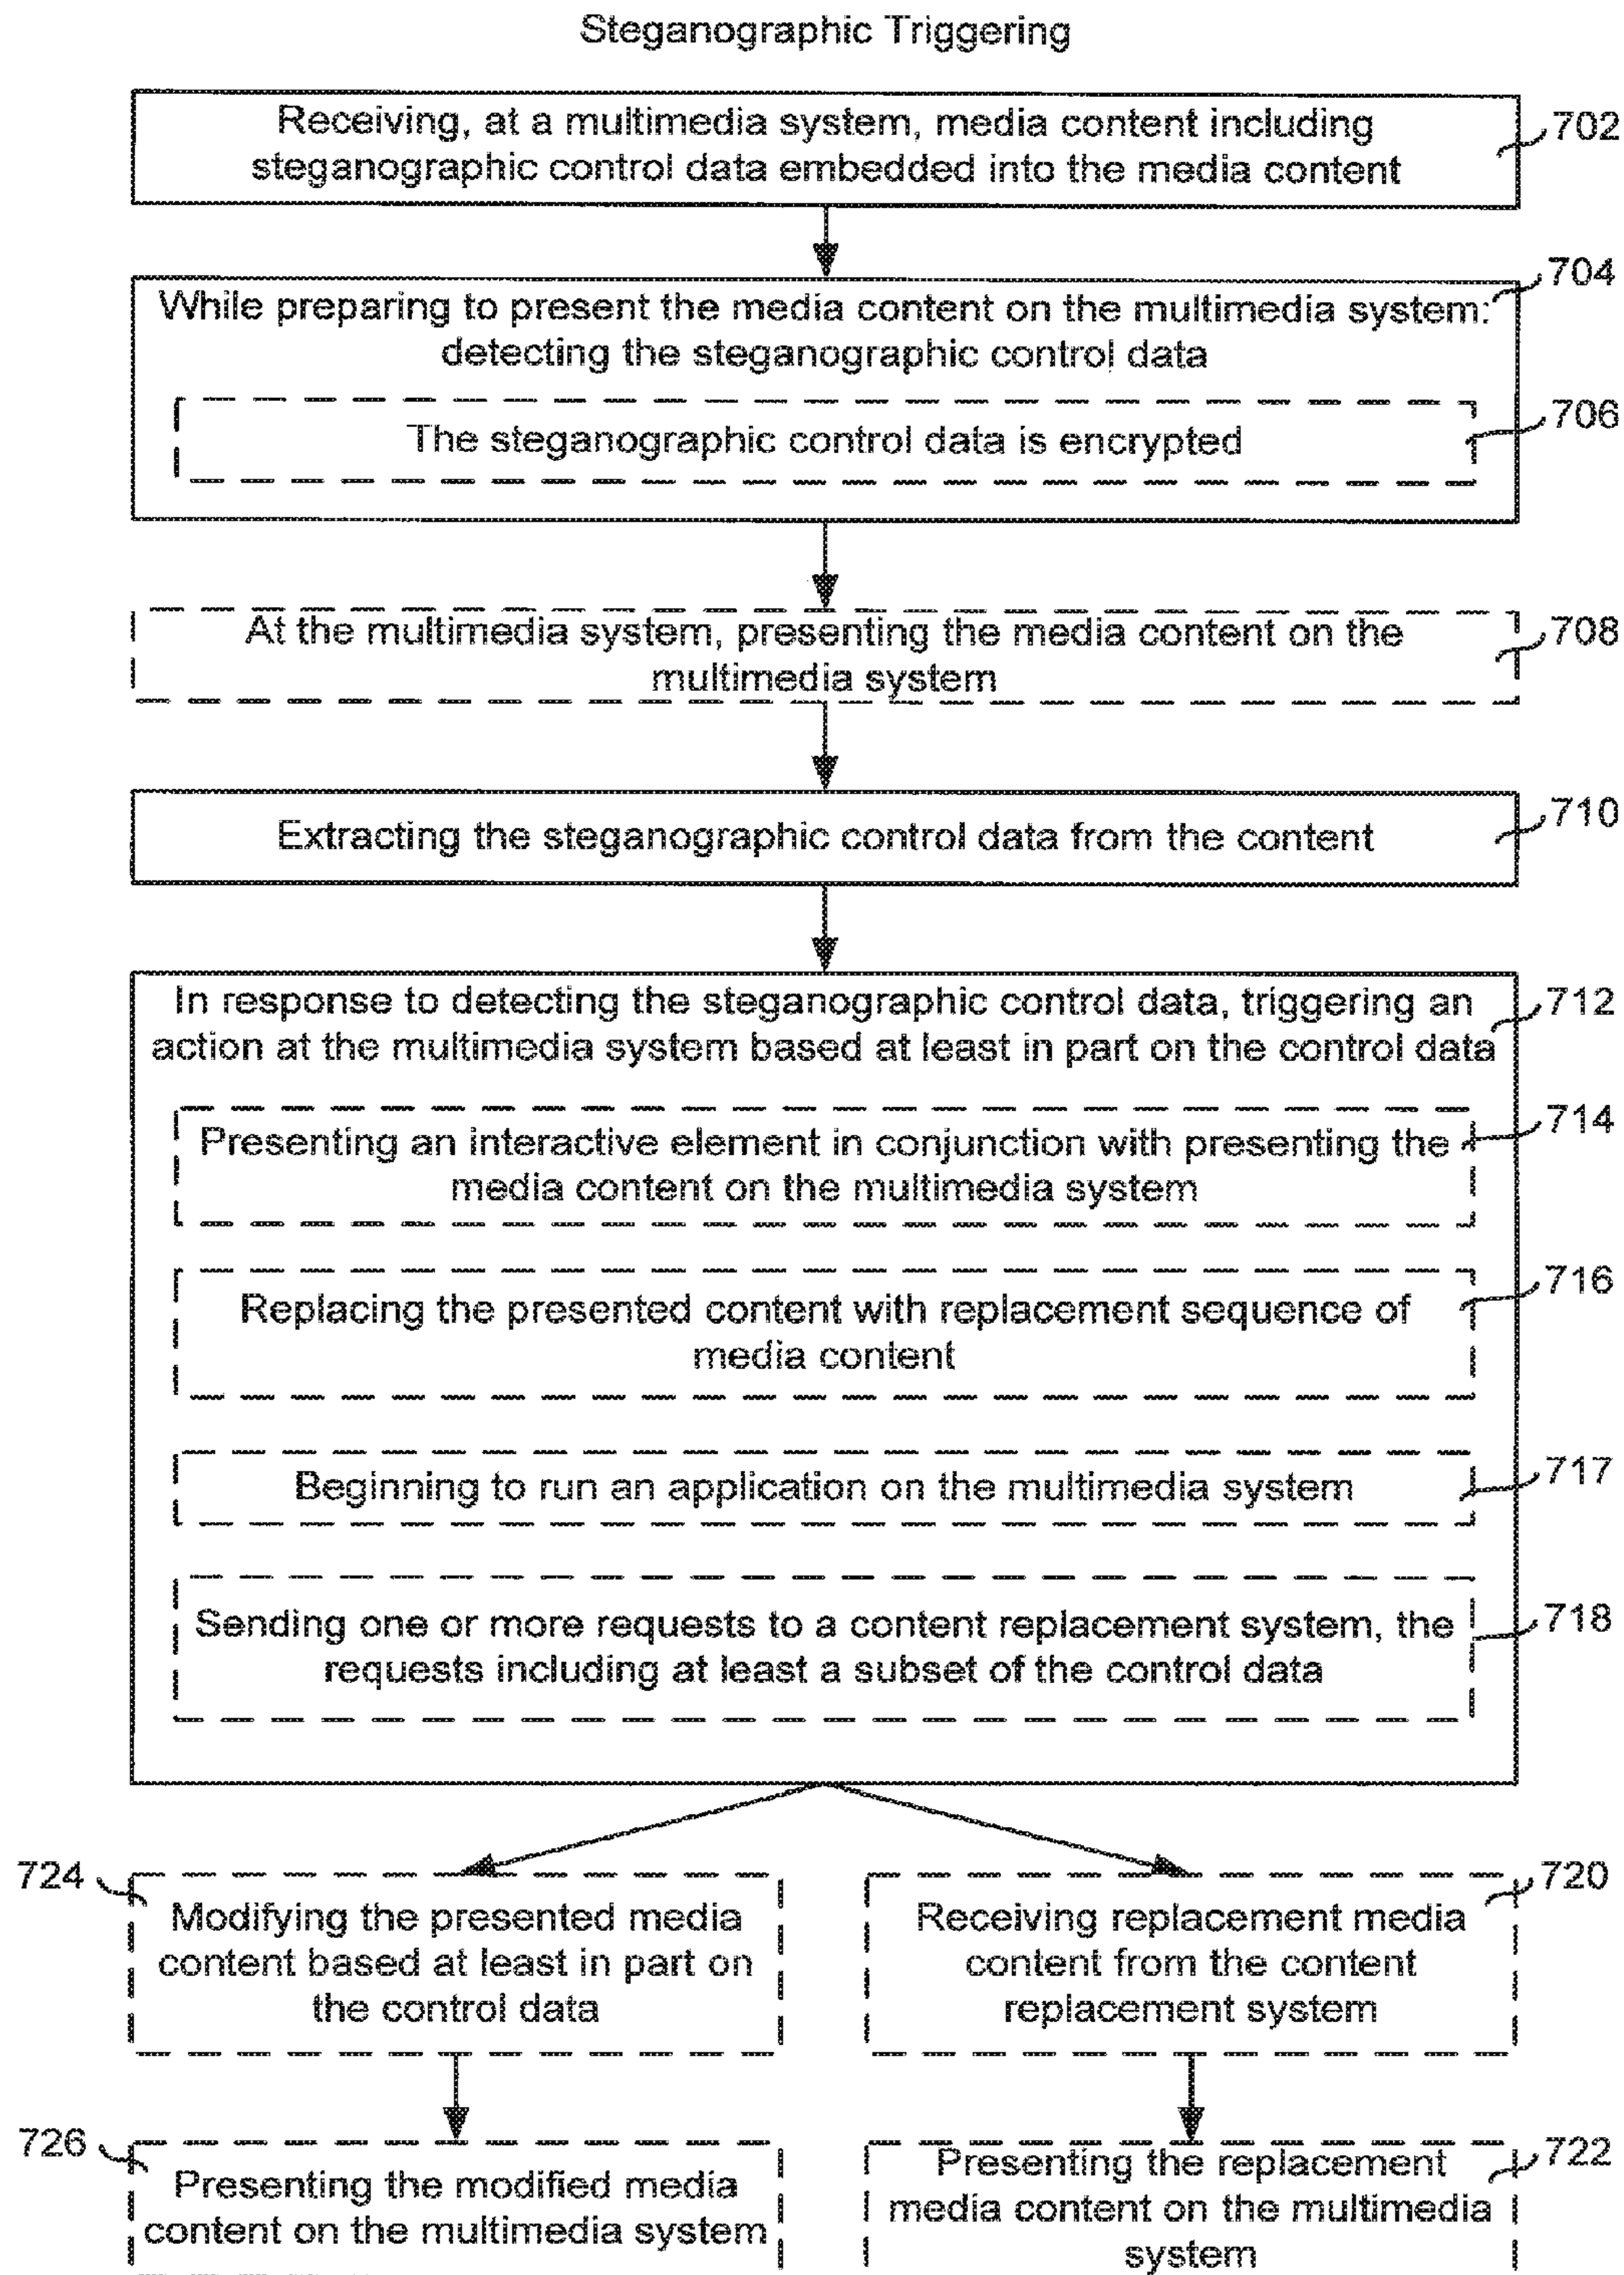 Steganographic Triggering
Receiving, at a multimedia system, media content including
steganographic control data embedded into the media content
702
704
While preparing to present the media content on the multimedia system:
detecting the steganographic control data
706
The steganographic control data is encrypted
At the multimedia system, presenting the media content on the
multimedia system
708
Extracting the steganographic control data from the content
710
In response to detecting the steganographic control data, triggering an
action at the multimedia system based at least in part on the control data
712
Presenting an interactive element in conjunction with presenting the
media content on the multimedia system
714
Replacing the presented content with replacement sequence of
media content
716
Beginning to run an application on the multimedia system
717
Sending one or more requests to a content replacement system, the
requests including at least a subset of the control data
718
724
Modifying the presented media
content based at least in part on
the control data
720
Receiving replacement media
content from the content
replacement system
726
Presenting the modified media
content on the multimedia system
722
Presenting the replacement
media content on the multimedia
system